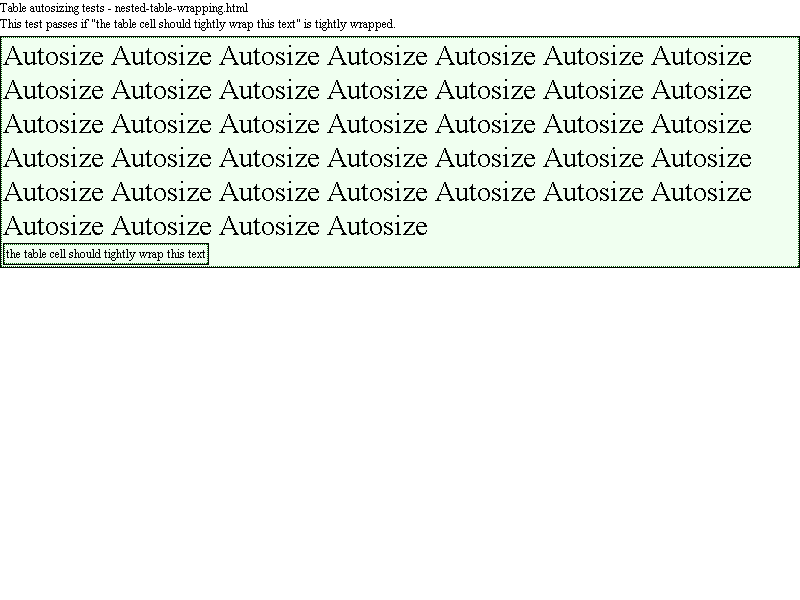 Table autosizing tests - nested-table-wrapping.html
This test passes if "the table cell should tightly wrap this text" is tightly wrapped.
Autosize Autosize Autosize Autosize Autosize Autosize Autosize
Autosize Autosize Autosize Autosize Autosize Autosize Autosize
Autosize Autosize Autosize Autosize Autosize Autosize Autosize
Autosize Autosize Autosize Autosize Autosize Autosize Autosize
Autosize Autosize Autosize Autosize Autosize Autosize Autosize
Autosize Autosize Autosize Autosize
the table cell should tightly wrap this text